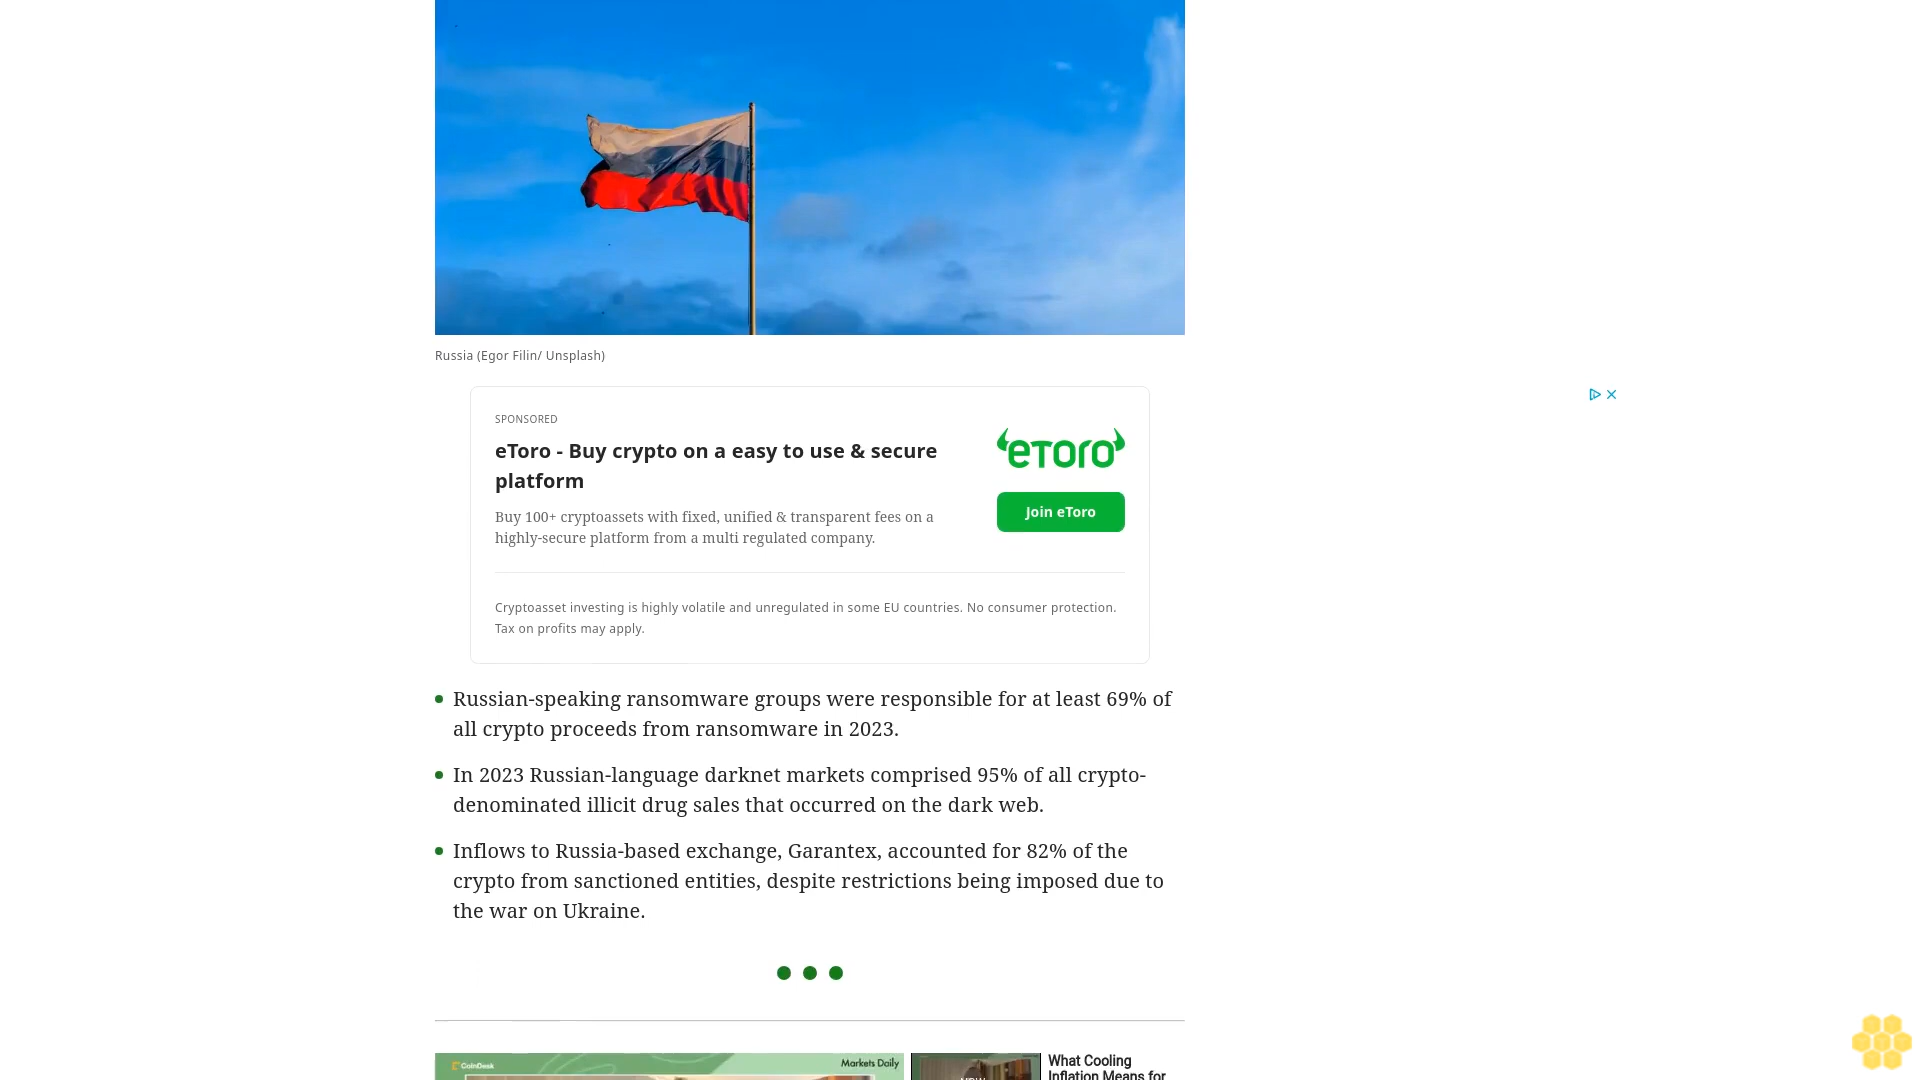 Russia (Egor Filin/ Unsplash)
SPONSORED
eToro - Buy crypto on a easy to use & secure
platform
Buy 100+ cryptoassets with fixed, unified & transparent fees on a
highly-secure platform from a multi regulated company.
eToro
Join eToro
Cryptoasset investing is highly volatile and unregulated in some EU countries. No consumer protection.
Tax on profits may apply.
Russian-speaking ransomware groups were responsible for at least 69% of
all crypto proceeds from ransomware in 2023.
In 2023 Russian-language darknet markets comprised 95% of all crypto-
denominated illicit drug sales that occurred on the dark web.
Inflows to Russia-based exchange, Garantex, accounted for 82% of the
crypto from sanctioned entities, despite restrictions being imposed due to
the war on Ukraine.
CoinDesk
Markets Daily
What Cooling
Inflation Means for